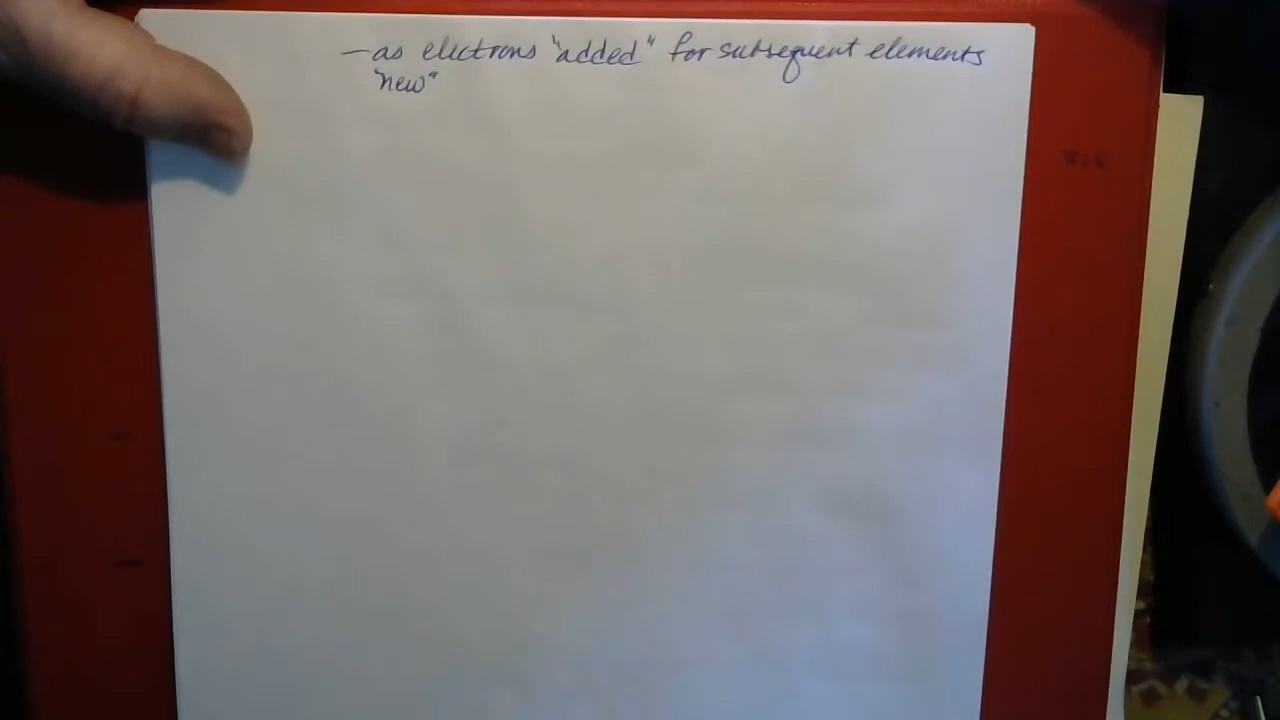 —as electrons "added" for subsequent elements
"new"